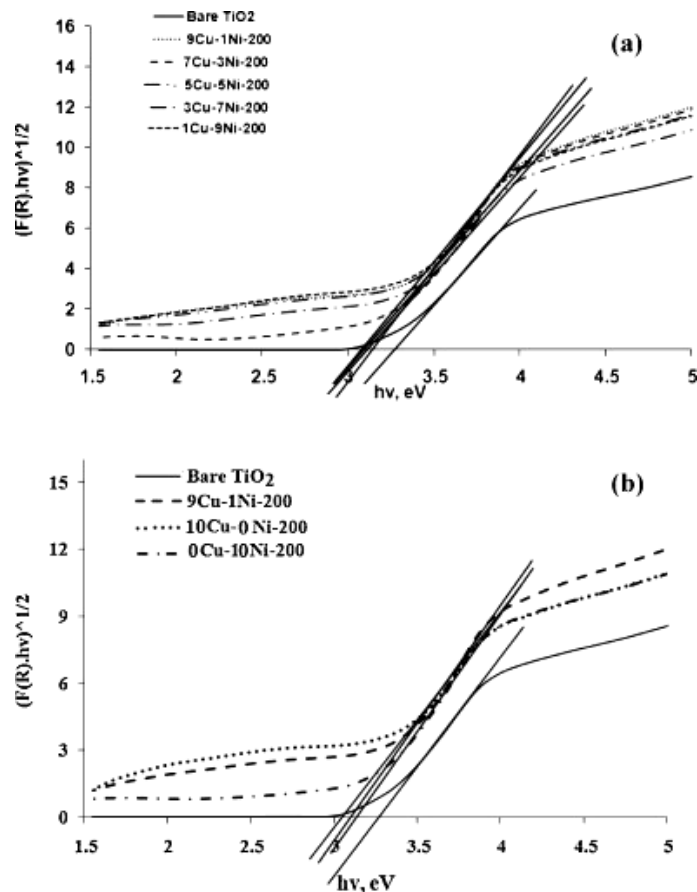 Bare TiO2
9Cu-1Ni-200
7Cu-3Ni-200
5Cu-5Ni-200
3Cu-7Ni-200
1Cu-9Ni-200
(a)
16
14
12
10
8
6
4
2
0
(F(R).hv)^1/2
1.5 2 2.5 3 3.5 4 4.5 5
hv, eV
Bare TiO2
9Cu-1Ni-200
10Cu-0 Ni-200
0Cu-10Ni-200
(b)
15
12
9
6
3
0
(F(R).hv)^1/2
1.5 2 2.5 3 3.5 4 4.5 5
hv, eV